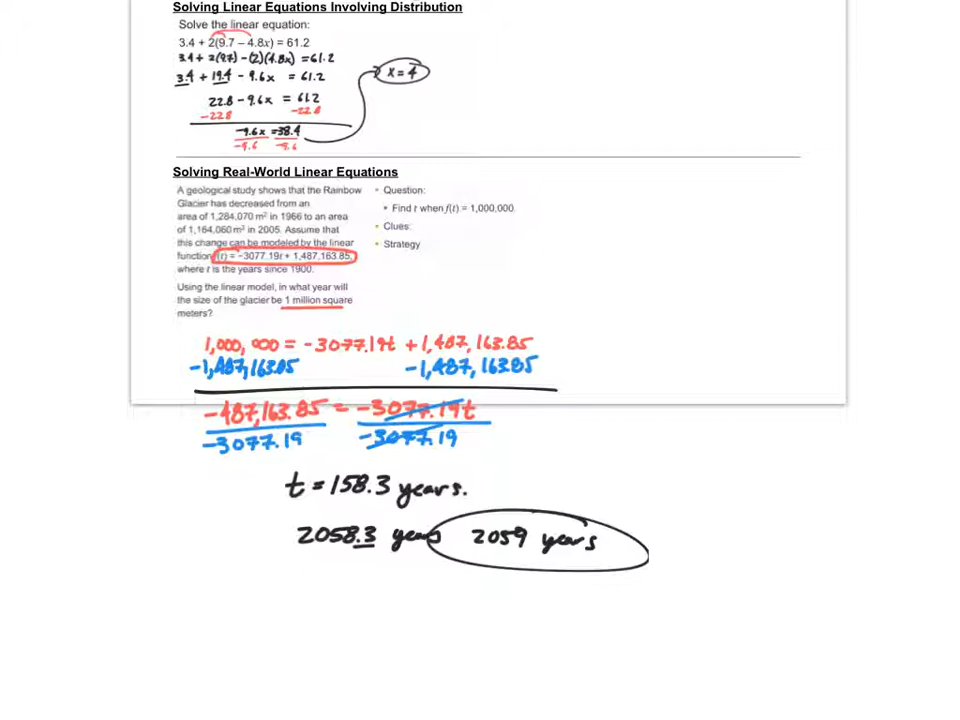 Solving Linear Equations Involving Distribution
Solve the linear equation:
3.4 + 2(9.7 – 4.8x) = 61.2
3.4 + 2(9.7) - (2)(4.8x) = 61.2
3.4 + 19.4 - 9.6x = 61.2
x = 4
22.8 - 9.6x = 61.2
-22.8 -22.8
-9.6x = 38.4
-9.6 -9.6
Solving Real-World Linear Equations
A geological study shows that the Rainbow
Glacier has decreased from an
area of 1,284,070 m² in 1966 to an area
of 1,164,060 m² in 2005. Assume that
this change can be modeled by the linear
function f(t) = –3077.19t + 1,487,163.85,
where t is the years since 1900.
Using the linear model, in what year will
the size of the glacier be 1 million square
meters?
• Question:
• Find t when f(t) = 1,000,000
• Clues:
• Strategy
1,000,000 = -3077.19t + 1,487,163.85
-1,487,163.85 -1,487,163.85
-487,163.85 = -3077.19t
-3077.19 -3077.19
t = 158.3 years.
2058.3 years 2059 years